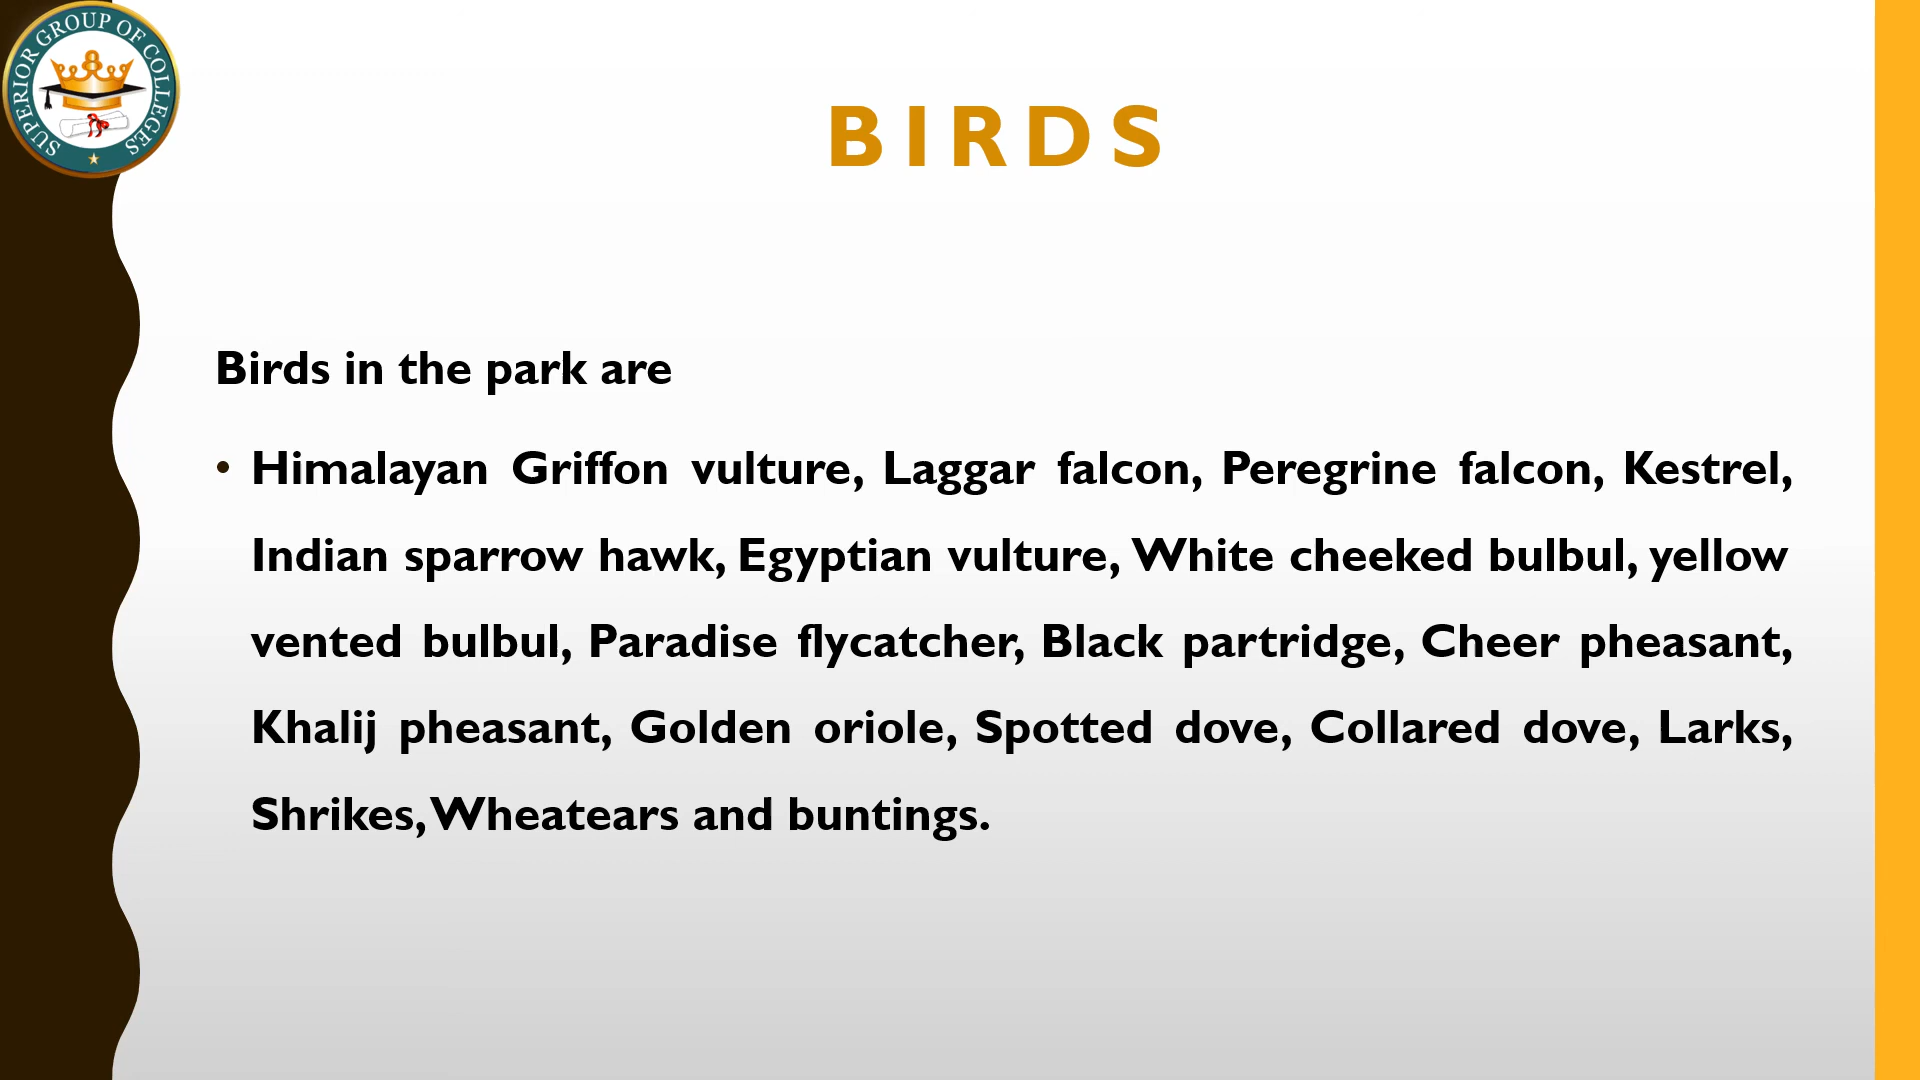 SUPERIOR GROUP OF COLLEGES
BIRDS
Birds in the park are
• Himalayan Griffon vulture, Laggar falcon, Peregrine falcon, Kestrel,
Indian sparrow hawk, Egyptian vulture, White cheeked bulbul, yellow
vented bulbul, Paradise flycatcher, Black partridge, Cheer pheasant,
Khalij pheasant, Golden oriole, Spotted dove, Collared dove, Larks,
Shrikes, Wheatears and buntings.